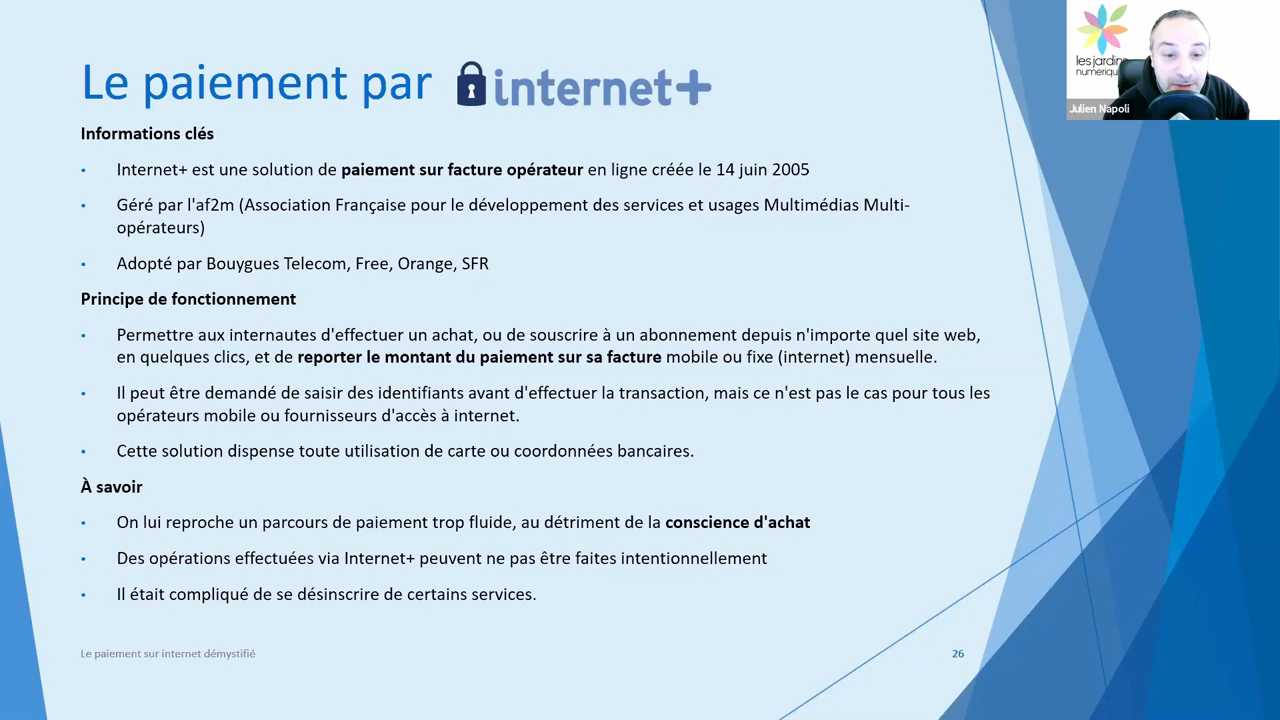 Le paiement par internet+
Informations clés
• Internet+ est une solution de paiement sur facture opérateur en ligne créée le 14 juin 2005
• Géré par l'af2m (Association Française pour le développement des services et usages Multimédias Multi-
opérateurs)
• Adopté par Bouygues Telecom, Free, Orange, SFR
Principe de fonctionnement
• Permettre aux internautes d'effectuer un achat, ou de souscrire à un abonnement depuis n'importe quel site web,
en quelques clics, et de reporter le montant du paiement sur sa facture mobile ou fixe (internet) mensuelle.
• Il peut être demandé de saisir des identifiants avant d'effectuer la transaction, mais ce n'est pas le cas pour tous les
opérateurs mobile ou fournisseurs d'accès à internet.
• Cette solution dispense toute utilisation de carte ou coordonnées bancaires.
À savoir
• On lui reproche un parcours de paiement trop fluide, au détriment de la conscience d'achat
• Des opérations effectuées via Internet+ peuvent ne pas être faites intentionnellement
• Il était compliqué de se désinscrire de certains services.
Le paiement sur internet démystifié
26
les jardins
numériqu
Julien Napoli